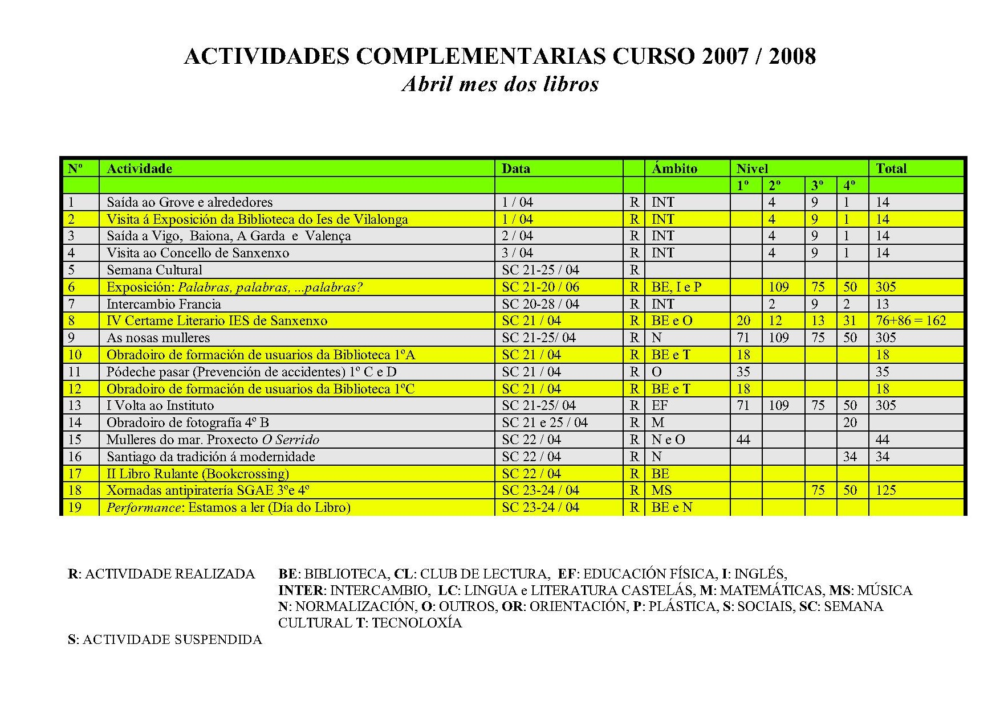 ACTIVIDADES COMPLEMENTARIAS CURSO 2007 / 2008
Abril mes dos libros
Nº Actividade Data Ámbito Nivel Total
1º 2º 3º 4º
1 Saída ao Grove e alrededores 1 / 04 R INT 4 9 1 14
2 Visita á Exposición da Biblioteca do Ies de Vilalonga 1 / 04 R INT 4 9 1 14
3 Saída a Vigo, Baiona, A Garda e Valença 2 / 04 R INT 4 9 1 14
4 Visita ao Concello de Sanxenxo 3 / 04 R INT 4 9 1 14
5 Semana Cultural SC 21-25 / 04 R
6 Exposición: Palabras, palabras, ...palabras? SC 21-20 / 06 R BE, I e P 109 75 50 305
7 Intercambio Francia SC 20-28 / 04 R INT 2 9 2 13
8 IV Certame Literario IES de Sanxenxo SC 21 / 04 R BE e O 20 12 13 31 76+86 = 162
9 As nosas mulleres SC 21-25/ 04 R N 71 109 75 50 305
10 Obradoiro de formación de usuarios da Biblioteca 1ºA SC 21 / 04 R BE e T 18 18
11 Pódeche pasar (Prevención de accidentes) 1º C e D SC 21 / 04 R O 35 35
12 Obradoiro de formación de usuarios da Biblioteca 1ºC SC 21 / 04 R BE e T 18 18
13 I Volta ao Instituto SC 21-25/ 04 R EF 71 109 75 50 305
14 Obradoiro de fotografía 4º B SC 21 e 25 / 04 R M 20
15 Mulleres do mar. Proxecto O Serrido SC 22 / 04 R N e O 44 44
16 Santiago da tradición á modernidade SC 22 / 04 R N 34 34
17 II Libro Rulante (Bookcrossing) SC 22 / 04 R BE
18 Xornadas antipiratería SGAE 3ºe 4º SC 23-24 / 04 R MS 75 50 125
19 Performance: Estamos a ler (Día do Libro) SC 23-24 / 04 R BE e N
R: ACTIVIDADE REALIZADA BE: BIBLIOTECA, CL: CLUB DE LECTURA, EF: EDUCACIÓN FÍSICA, I: INGLÉS,
INTER: INTERCAMBIO, LC: LINGUA e LITERATURA CASTELÁS, M: MATEMÁTICAS, MS: MÚSICA
N: NORMALIZACIÓN, O: OUTROS, OR: ORIENTACIÓN, P: PLÁSTICA, S: SOCIAIS, SC: SEMANA
CULTURAL T: TECNOLOXÍA
S: ACTIVIDADE SUSPENDIDA